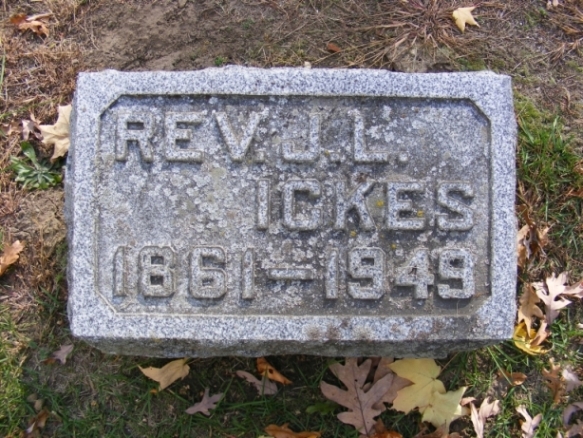 REV. J. L.
ICKES
1861-1949